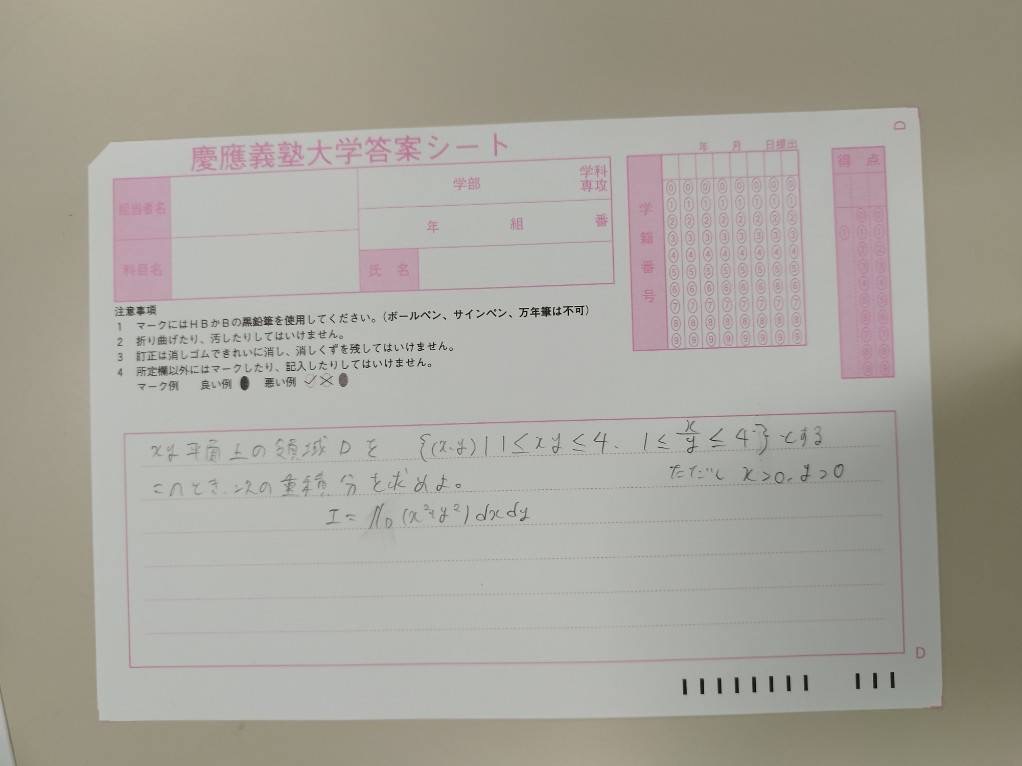 D
慶應義塾大学答案シート
年 月 日提出
得 点
担当者名
学部
学科
専攻
年 組 番
科目名
氏 名
学籍番号
⓪⓪⓪⓪⓪⓪⓪⓪
①①①①①①①①
②②②②②②②②
③③③③③③③③
④④④④④④④④
⑤⑤⑤⑤⑤⑤⑤⑤
⑥⑥⑥⑥⑥⑥⑥⑥
⑦⑦⑦⑦⑦⑦⑦⑦
⑧⑧⑧⑧⑧⑧⑧⑧
⑨⑨⑨⑨⑨⑨⑨⑨
注意事項
1 マークにはHBかBの黒鉛筆を使用してください。(ボールペン、サインペン、万年筆は不可)
2 折り曲げたり、汚したりしてはいけません。
3 訂正は消しゴムできれいに消し、消しくずを残してはいけません。
4 所定欄以外にはマークしたり、記入したりしてはいけません。
マーク例 良い例 悪い例
xy平面上の領域Dを {(x,y)|1≤xy≤4、1≤x/y≤4}とする
ただし x>0, y>0
このとき、次の重積分を求めよ。
I=∬D(x²+y²)dxdy
D